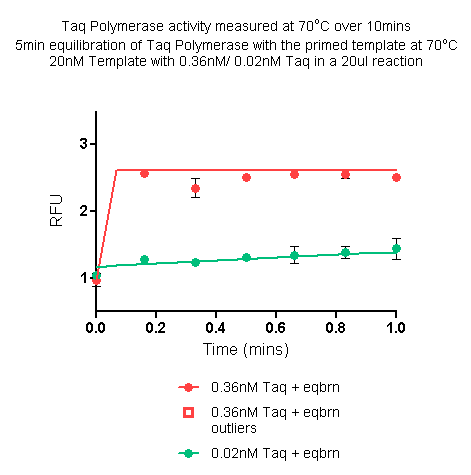 Taq Polymerase activity measured at 70°C over 10mins
5min equilibration of Taq Polymerase with the primed template at 70°C
20nM Template with 0.36nM/ 0.02nM Taq in a 20ul reaction
3
2
1
RFU
0.0 0.2 0.4 0.6 0.8 1.0
Time (mins)
0.36nM Taq + eqbrn
0.36nM Taq + eqbrn
outliers
0.02nM Taq + eqbrn